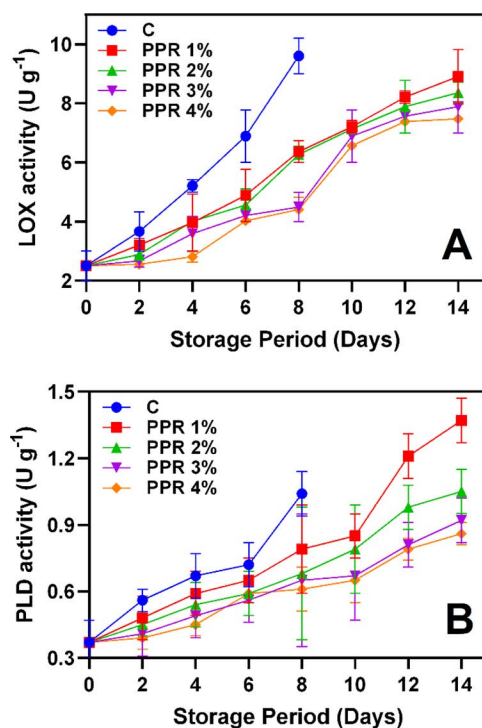 C
PPR 1%
PPR 2%
PPR 3%
PPR 4%
LOX activity (U g⁻¹)
10
8
6
4
2
A
0 2 4 6 8 10 12 14
Storage Period (Days)
C
PPR 1%
PPR 2%
PPR 3%
PPR 4%
PLD activity (U g⁻¹)
1.5
1.2
0.9
0.6
0.3
B
0 2 4 6 8 10 12 14
Storage Period (Days)